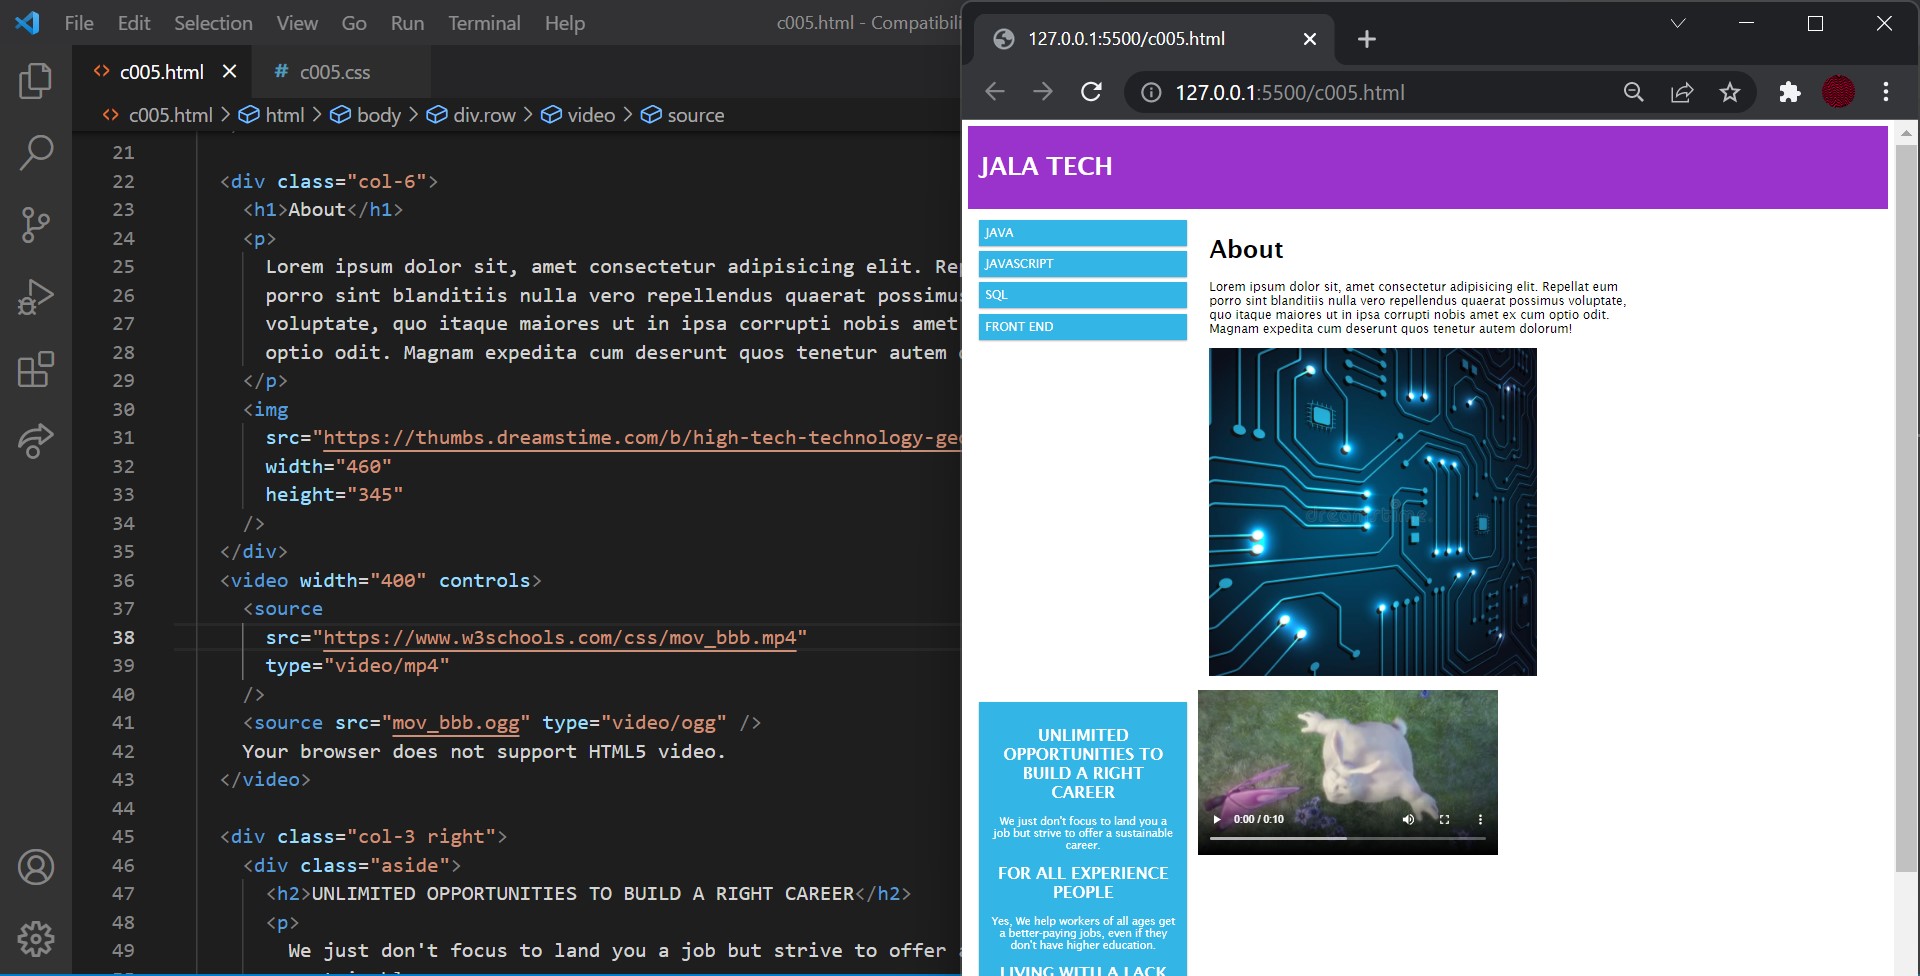 File Edit Selection View Go Run Terminal Help
c005.html - Compatibili
c005.html
c005.css
c005.html > html > body > div.row > video > source
21
22 <div class="col-6">
23 <h1>About</h1>
24 <p>
25 Lorem ipsum dolor sit, amet consectetur adipisicing elit. Rep
26 porro sint blanditiis nulla vero repellendus quaerat possimus
27 voluptate, quo itaque maiores ut in ipsa corrupti nobis amet
28 optio odit. Magnam expedita cum deserunt quos tenetur autem
29 </p>
30 <img
31 src="https://thumbs.dreamstime.com/b/high-tech-technology-geo
32 width="460"
33 height="345"
34 />
35 </div>
36 <video width="400" controls>
37 <source
38 src="https://www.w3schools.com/css/mov_bbb.mp4"
39 type="video/mp4"
40 />
41 <source src="mov_bbb.ogg" type="video/ogg" />
42 Your browser does not support HTML5 video.
43 </video>
44
45 <div class="col-3 right">
46 <div class="aside">
47 <h2>UNLIMITED OPPORTUNITIES TO BUILD A RIGHT CAREER</h2>
48 <p>
49 We just don't focus to land you a job but strive to offer
127.0.0.1:5500/c005.html
127.0.0.1:5500/c005.html
JALA TECH
JAVA
JAVASCRIPT
SQL
FRONT END
About
Lorem ipsum dolor sit, amet consectetur adipisicing elit. Repellat eum
porro sint blanditiis nulla vero repellendus quaerat possimus voluptate,
quo itaque maiores ut in ipsa corrupti nobis amet ex cum optio odit.
Magnam expedita cum deserunt quos tenetur autem dolorum!
dreamstime.
0:00 / 0:10
UNLIMITED
OPPORTUNITIES TO
BUILD A RIGHT
CAREER
We just don't focus to land you a
job but strive to offer a sustainable
career.
FOR ALL EXPERIENCE
PEOPLE
Yes, We help workers of all ages get
a better-paying jobs, even if they
don't have higher education.
LIVING WITH A LACK